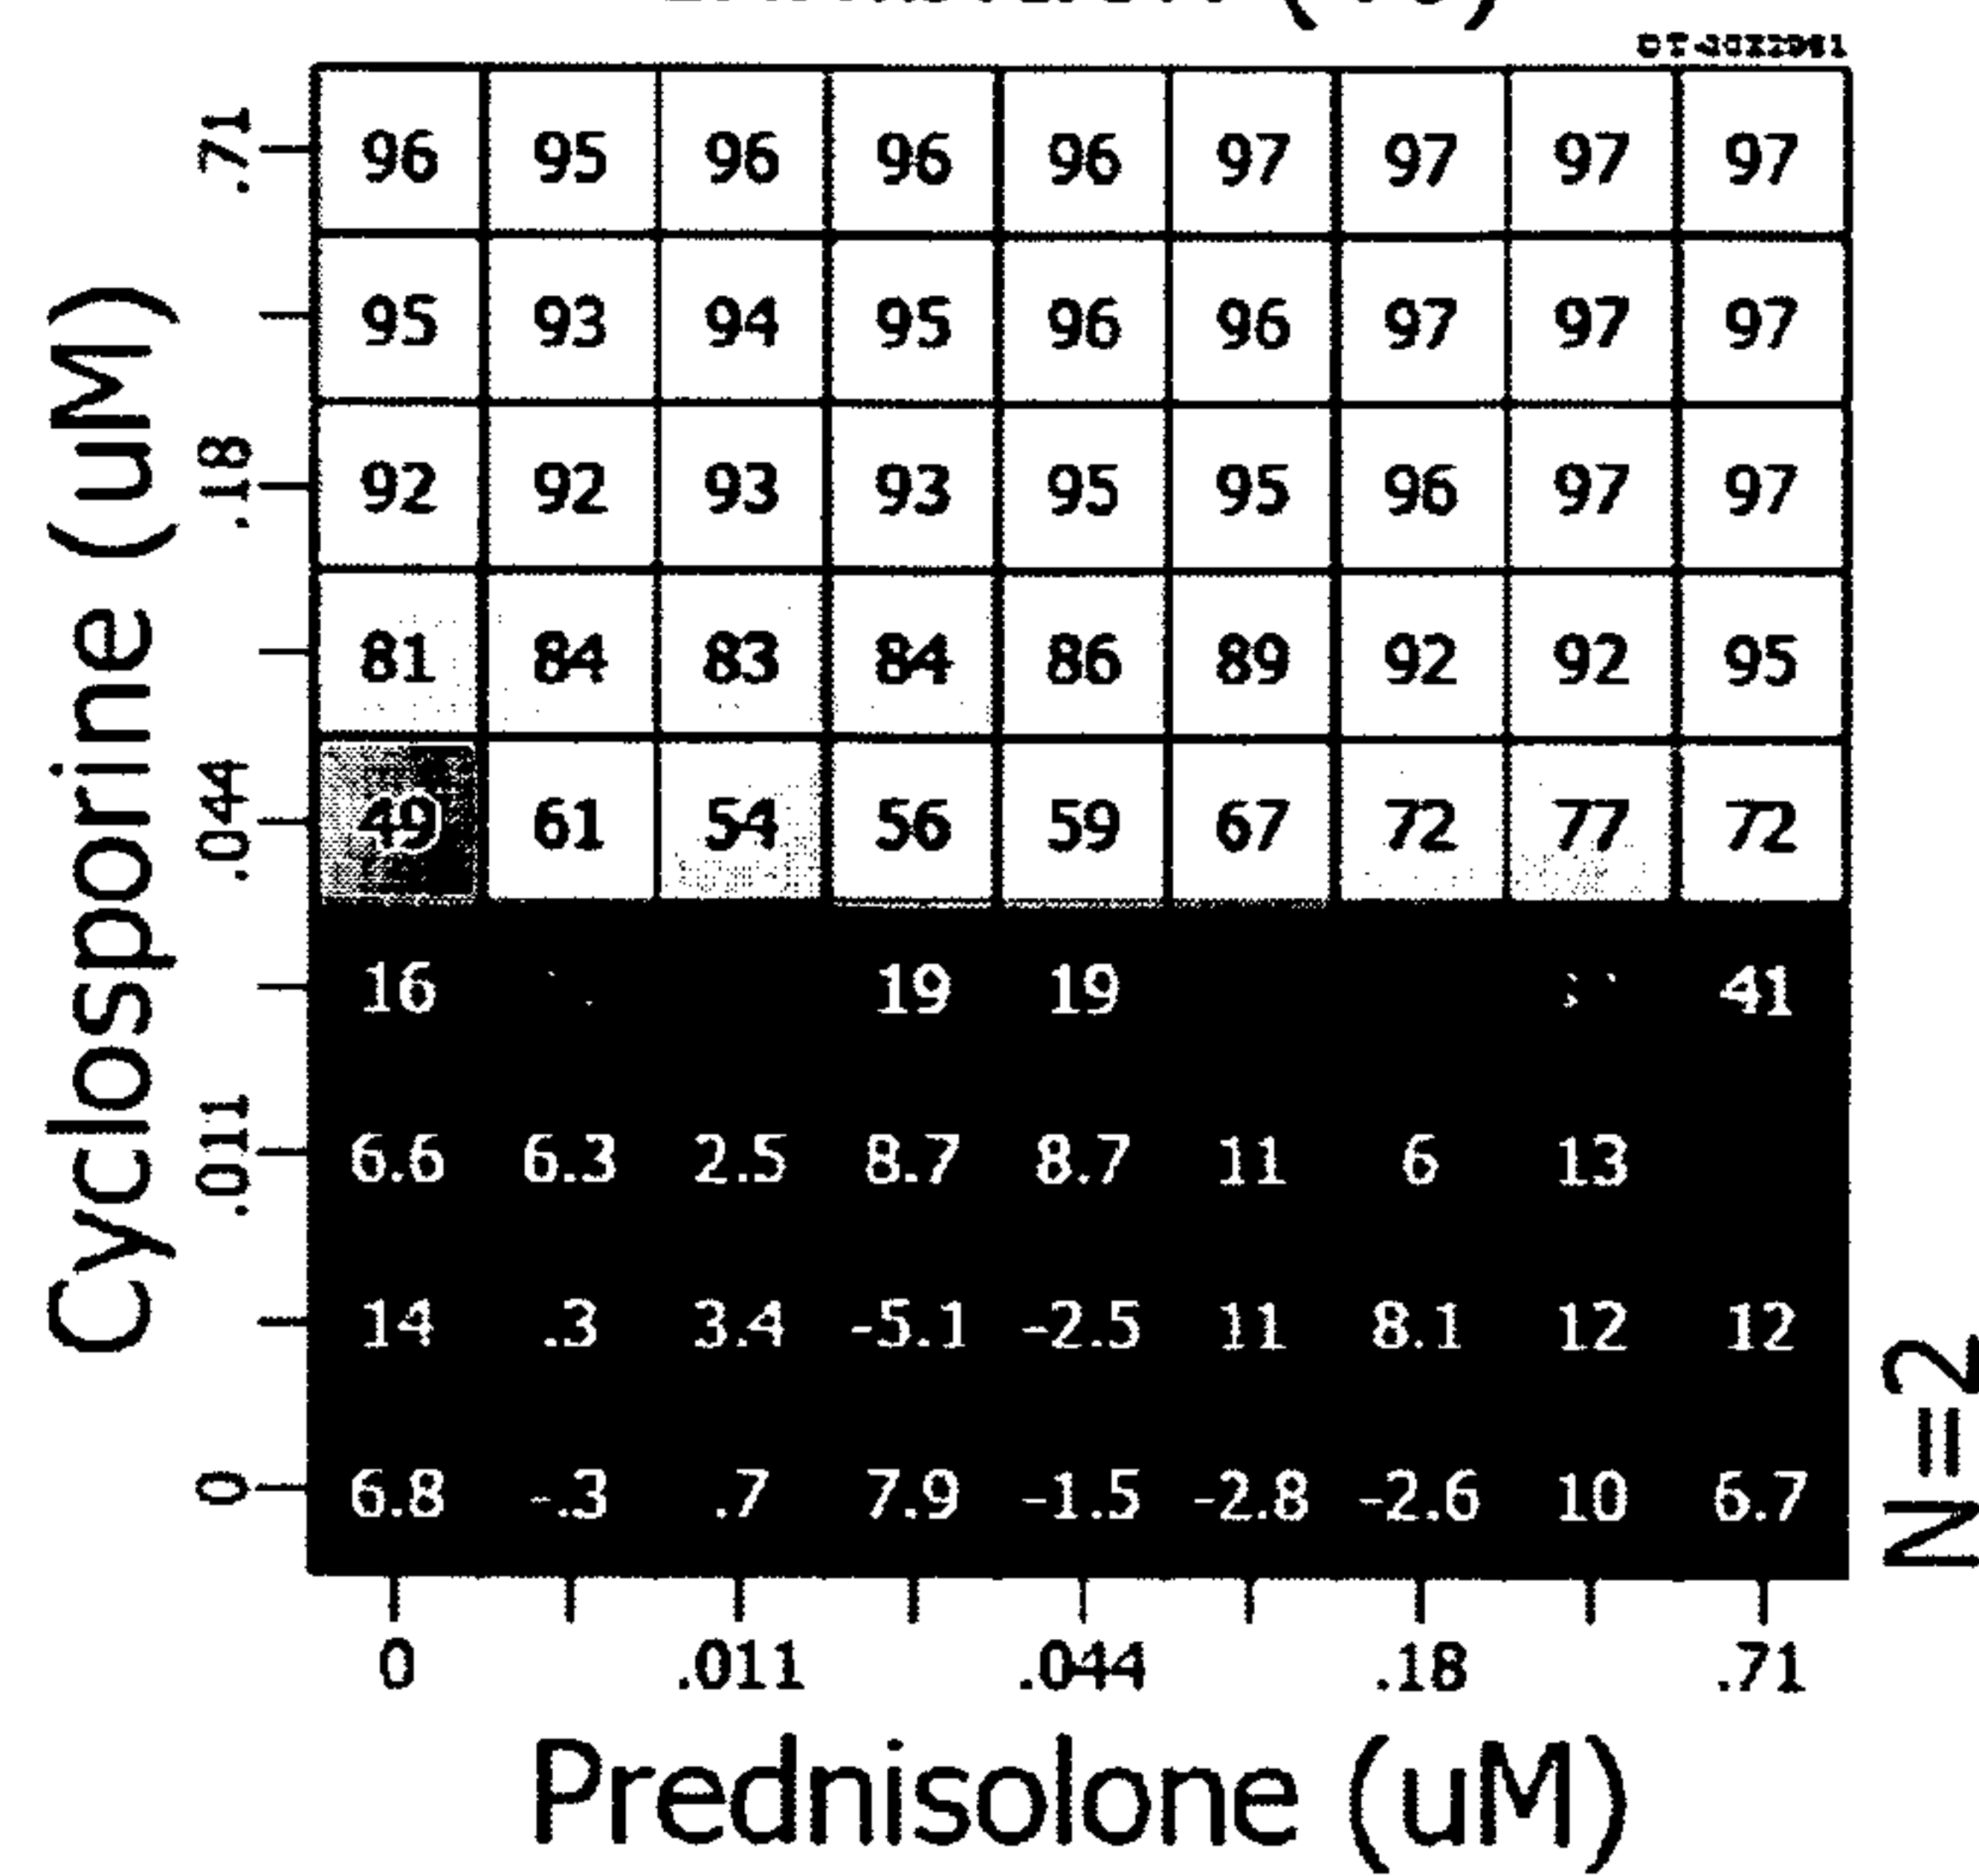 .71 96 95 96 96 96 97 97 97 97
95 93 94 95 96 96 97 97 97
.18 92 92 93 93 95 95 96 97 97
81 84 83 84 86 89 92 92 95
.044 49 61 54 56 59 67 72 77 72
16 19 19 41
.011 6.6 6.3 2.5 8.7 8.7 11 6 13
14 .3 3.4 -5.1 -2.5 11 8.1 12 12
0 6.8 -.3 .7 7.9 -1.5 -2.8 -2.6 10 6.7
0 .011 .044 .18 .71
Cyclosporine (uM)
Prednisolone (uM)
N=2